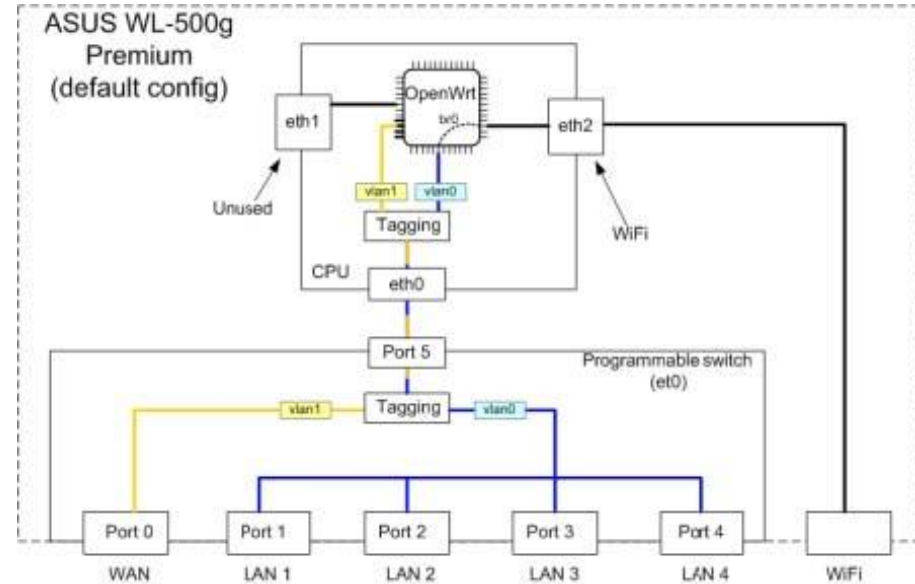 ASUS WL-500g
Premium
(default config)
OpenWrt
br0
eth1
eth2
vlan1
vlan0
Unused
Tagging
WiFi
CPU
eth0
Port 5
Programmable switch
(et0)
vlan1
Tagging
vlan0
Port 0
Port 1
Port 2
Port 3
Port 4
WAN
LAN 1
LAN 2
LAN 3
LAN 4
WiFi